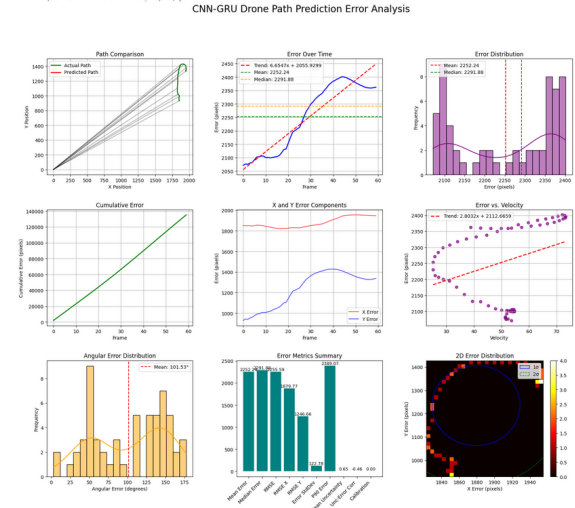 CNN-GRU Drone Path Prediction Error Analysis
Path Comparison
Actual Path
Predicted Path
Y Position
1400
1200
1000
800
600
400
200
0
0 250 500 750 1000 1250 1500 1750 2000
X Position
Error Over Time
Trend: 6.6547x + 2055.9299
Mean: 2252.24
Median: 2291.88
Error (pixels)
2450
2400
2350
2300
2250
2200
2150
2100
2050
0 10 20 30 40 50 60
Frame
Error Distribution
Mean: 2252.24
Median: 2291.88
Frequency
8
6
4
2
0
2100 2150 2200 2250 2300 2350 2400
Error (pixels)
Cumulative Error
Cumulative Error (pixels)
140000
120000
100000
80000
60000
40000
20000
0
0 10 20 30 40 50 60
Frame
X and Y Error Components
2000
1800
1600
1400
1200
1000
X Error
Y Error
0 10 20 30 40 50 60
Frame
Error vs. Velocity
Trend: 2.8032x + 2112.6659
Error (pixels)
2400
2350
2300
2250
2200
2150
2100
30 40 50 60 70
Velocity
Angular Error Distribution
Mean: 101.53°
Frequency
8
6
4
2
0
0 25 50 75 100 125 150 175
Angular Error (degrees)
Error Metrics Summary
2500
2000
1500
1000
500
0
1879.77
1246.66
122.78
2389.07
0.65
-0.46
0.00
Mean Error
Median Error
RMSE
RMSE X
RMSE Y
Error StdDev
P95 Error
Unc-Error Corr
Calibration
2D Error Distribution
1σ
2σ
Y Error (pixels)
1400
1300
1200
1100
1000
1840 1860 1880 1900 1920 1940
X Error (pixels)
4.0
3.5
3.0
2.5
2.0
1.5
1.0
0.5
0.0